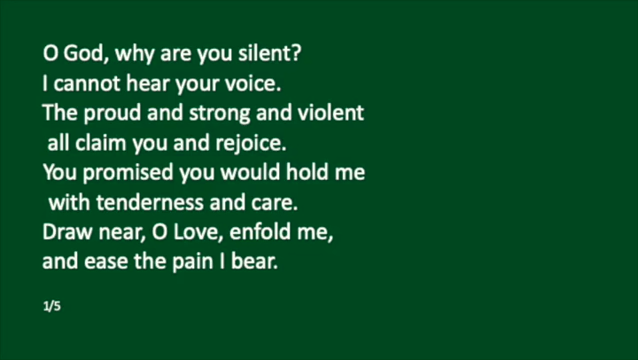 O God, why are you silent?
I cannot hear your voice.
The proud and strong and violent
all claim you and rejoice.
You promised you would hold me
with tenderness and care.
Draw near, O Love, enfold me,
and ease the pain I bear.
1/5